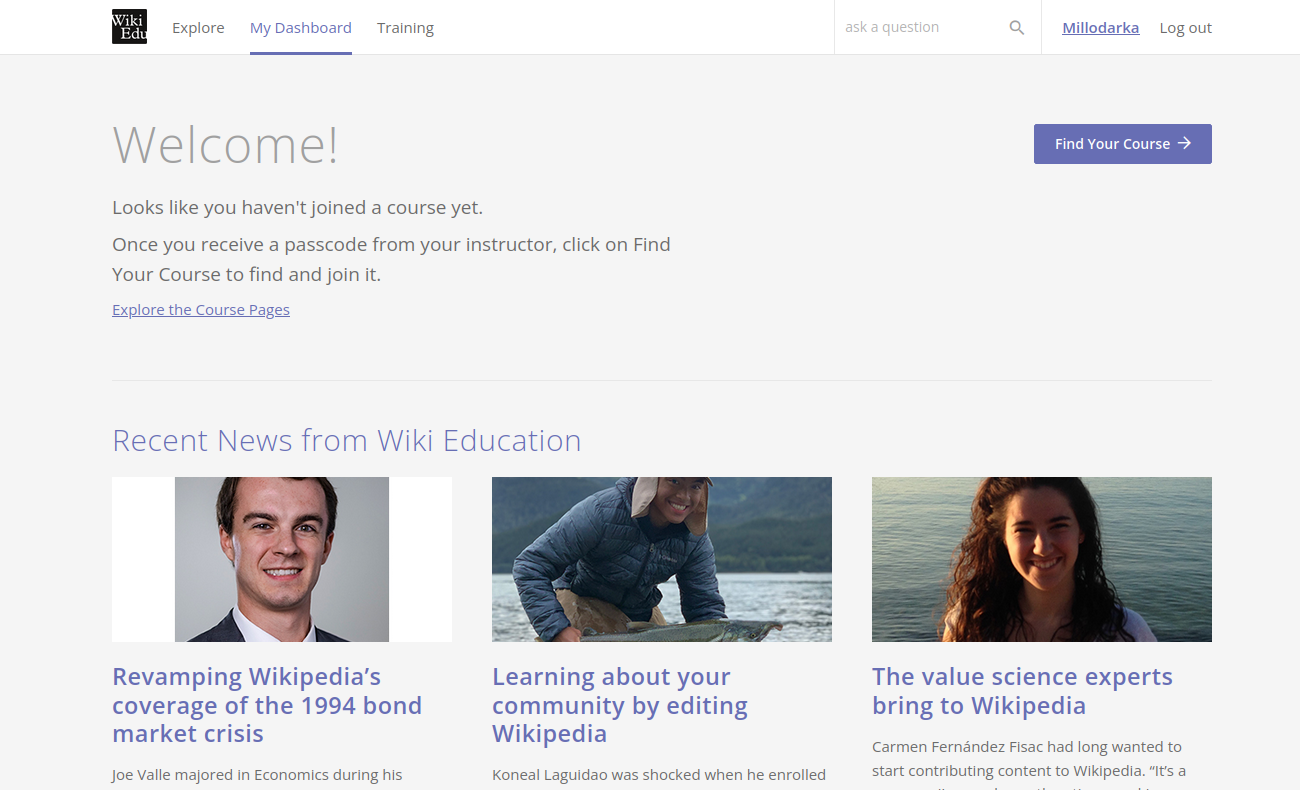 Wiki
Edu
Explore
My Dashboard
Training
ask a question
Millodarka
Log out
Welcome!
Find Your Course
Looks like you haven't joined a course yet.
Once you receive a passcode from your instructor, click on Find
Your Course to find and join it.
Explore the Course Pages
Recent News from Wiki Education
Revamping Wikipedia’s
coverage of the 1994 bond
market crisis
Joe Valle majored in Economics during his
Learning about your
community by editing
Wikipedia
Koneal Laguidao was shocked when he enrolled
The value science experts
bring to Wikipedia
Carmen Fernández Fisac had long wanted to
start contributing content to Wikipedia. “It’s a